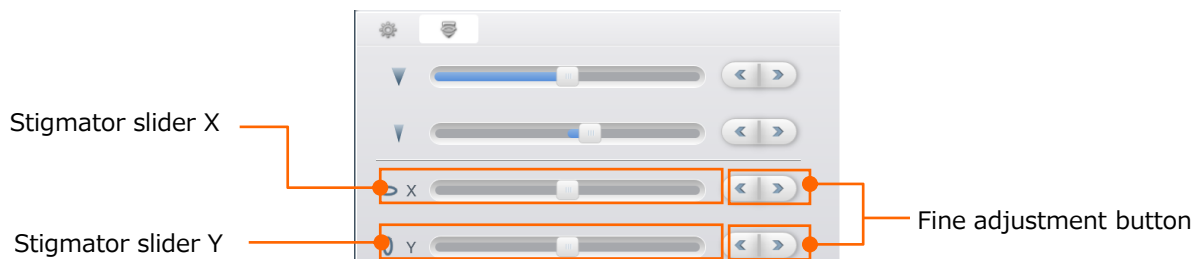 Stigmator slider X
X
Stigmator slider Y
Y
Fine adjustment button